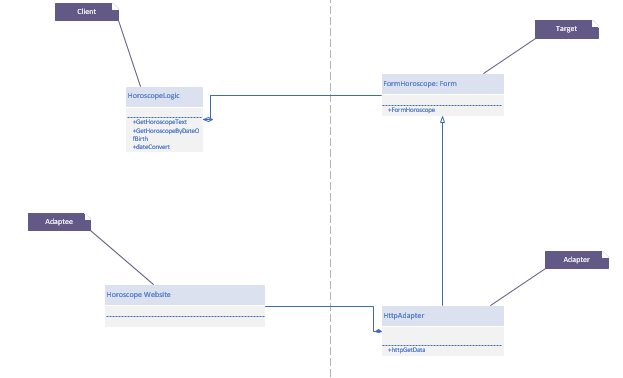 Client
Target
HoroscopeLogic
+GetHoroscopeText
+GetHoroscopeByDateO
fBirth
+dateConvert
FormHoroscope: Form
+FormHoroscope
Adaptee
Adapter
Horoscope Website
HttpAdapter
+httpGetData